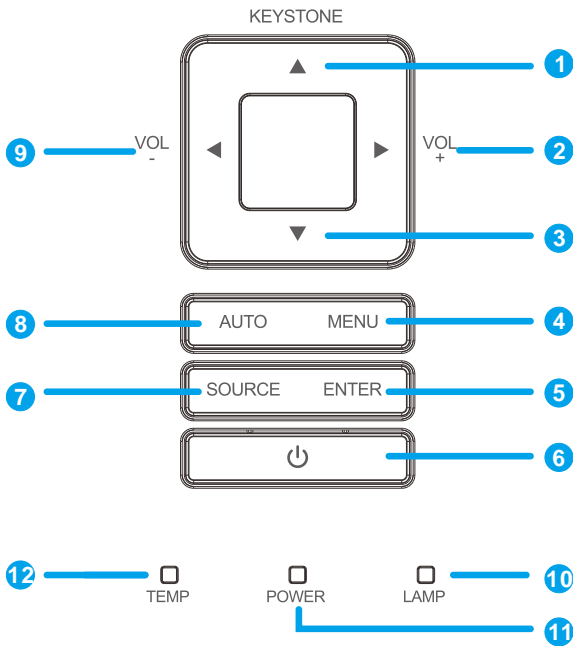 KEYSTONE
1
9 VOL - VOL + 2
3
8 AUTO MENU 4
7 SOURCE ENTER 5
6
12 10
TEMP POWER LAMP
11